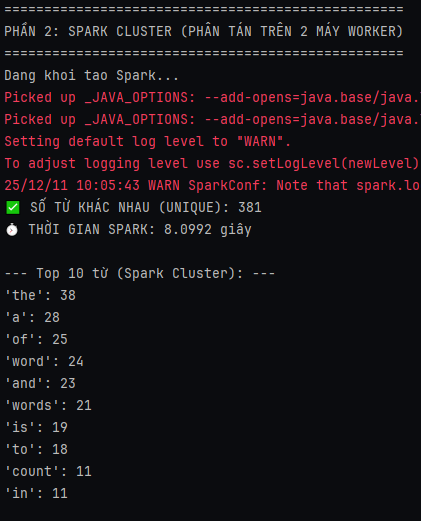 ==================================================
PHẦN 2: SPARK CLUSTER (PHÂN TÁN TRÊN 2 MÁY WORKER)
==================================================
Dang khoi tao Spark...
Picked up _JAVA_OPTIONS: --add-opens=java.base/java.
Picked up _JAVA_OPTIONS: --add-opens=java.base/java.
Setting default log level to "WARN".
To adjust logging level use sc.setLogLevel(newLevel)
25/12/11 10:05:43 WARN SparkConf: Note that spark.lo
✅ SỐ TỪ KHÁC NHAU (UNIQUE): 381
⏱ THỜI GIAN SPARK: 8.0992 giây
--- Top 10 từ (Spark Cluster): ---
'the': 38
'a': 28
'of': 25
'word': 24
'and': 23
'words': 21
'is': 19
'to': 18
'count': 11
'in': 11